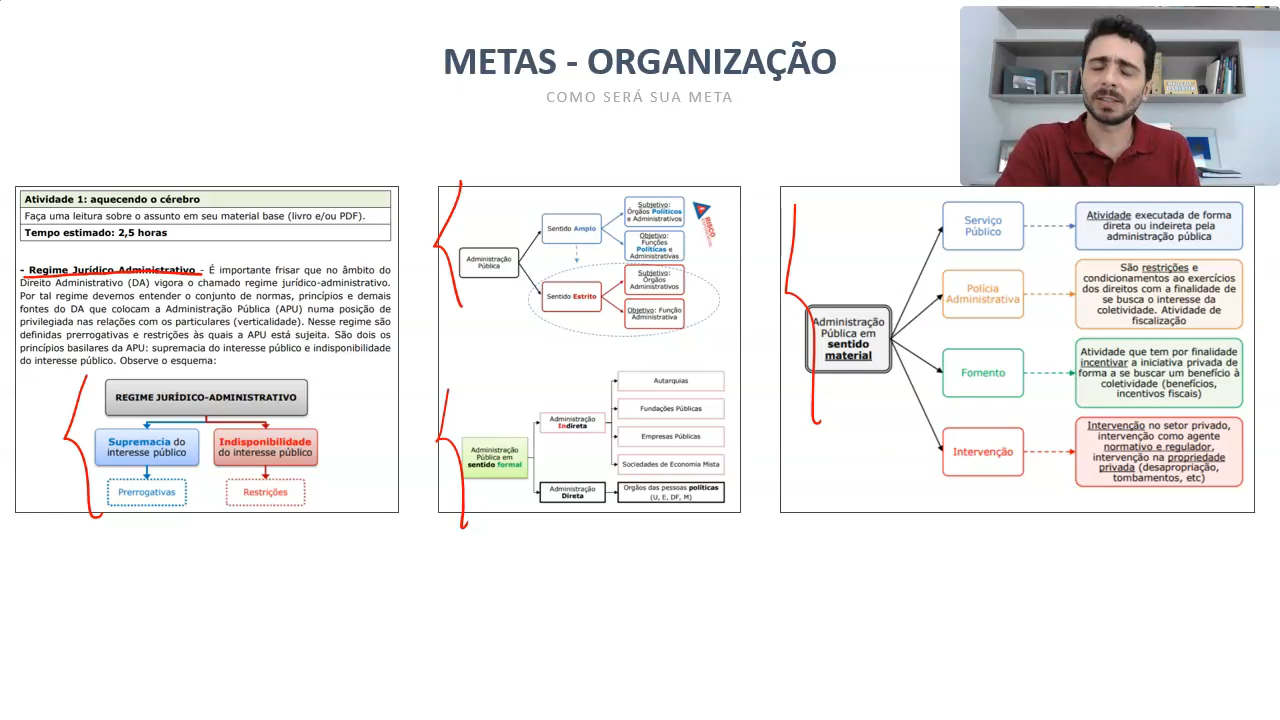 METAS - ORGANIZAÇÃO
COMO SERÁ SUA META
Atividade 1: aquecendo o cérebro
Faça uma leitura sobre o assunto em seu material base (livro e/ou PDF).
Tempo estimado: 2,5 horas
- Regime Jurídico Administrativo - É importante frisar que no âmbito do
Direito Administrativo (DA) vigora o chamado regime jurídico-administrativo.
Por tal regime devemos entender o conjunto de normas, princípios e demais
fontes do DA que colocam a Administração Pública (APU) numa posição de
privilegiada nas relações com os particulares (verticalidade). Nesse regime são
definidas prerrogativas e restrições às quais a APU está sujeita. São dois os
princípios basilares da APU: supremacia do interesse público e indisponibilidade
do interesse público. Observe o esquema:
REGIME JURÍDICO-ADMINISTRATIVO
Supremacia do
interesse público
Indisponibilidade
do interesse público
Prerrogativas
Restrições
Administração
Pública
Sentido Amplo
Subjetivo:
Órgãos Políticos
e Administrativos
Objetivo:
Funções
Políticas e
Administrativas
Sentido Estrito
Subjetivo:
Órgãos
Administrativos
Objetivo: Função
Administrativa
RISCO
Administração
Pública em
sentido formal
Administração
Indireta
Autarquias
Fundações Públicas
Empresas Públicas
Sociedades de Economia Mista
Administração
Direta
Orgãos das pessoas políticas
(U, E, DF, M)
Administração
Pública em
sentido
material
Serviço
Público
Atividade executada de forma
direta ou indeireta pela
administração pública
Polícia
Administrativa
São restrições e
condicionamentos ao exercícios
dos direitos com a finalidade de
se busca o interesse da
coletividade. Atividade de
fiscalização
Fomento
Atividade que tem por finalidade
incentivar a iniciativa privada de
forma a se buscar um benefício à
coletividade (benefícios,
incentivos fiscais)
Intervenção
Intervenção no setor privado,
intervenção como agente
normativo e regulador,
intervenção na propriedade
privada (desapropriação,
tombamentos, etc)